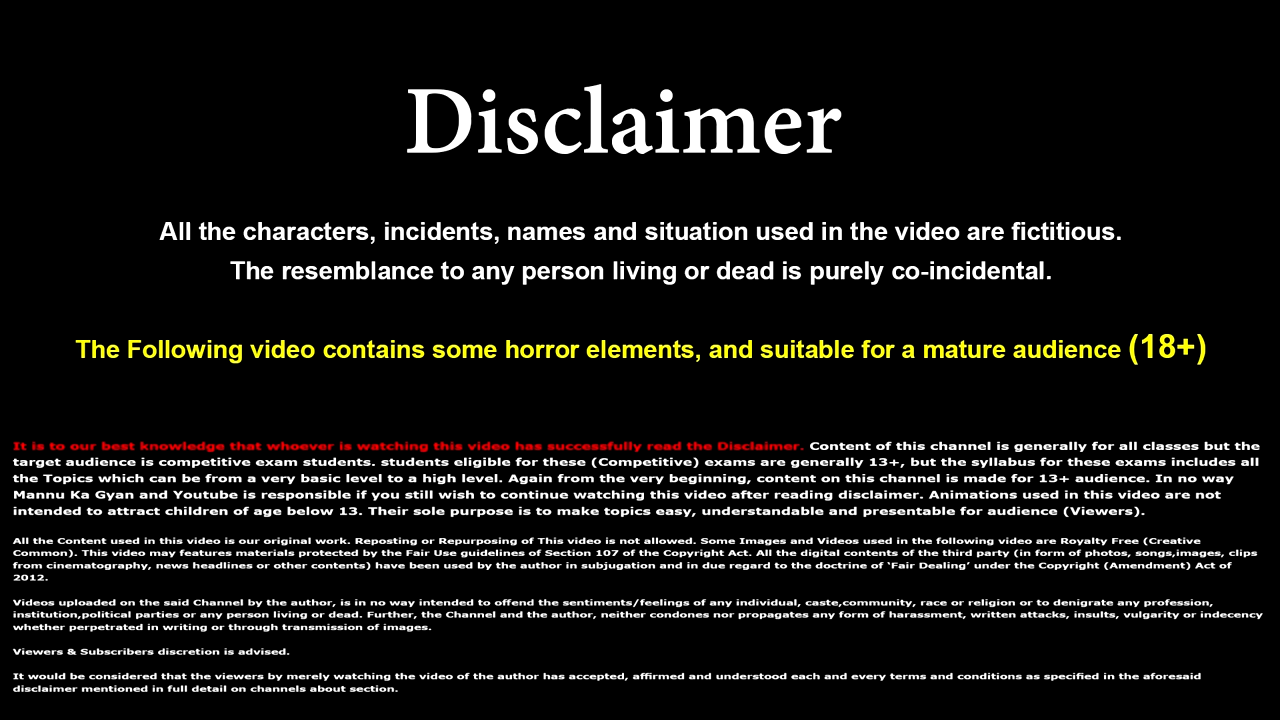 Disclaimer
All the characters, incidents, names and situation used in the video are fictitious.
The resemblance to any person living or dead is purely co-incidental.
The Following video contains some horror elements, and suitable for a mature audience (18+)
It is to our best knowledge that whoever is watching this video has successfully read the Disclaimer. Content of this channel is generally for all classes but the
target audience is competitive exam students. students eligible for these (Competitive) exams are generally 13+, but the syllabus for these exams includes all
the Topics which can be from a very basic level to a high level. Again from the very beginning, content on this channel is made for 13+ audience. In no way
Mannu Ka Gyan and Youtube is responsible if you still wish to continue watching this video after reading disclaimer. Animations used in this video are not
intended to attract children of age below 13. Their sole purpose is to make topics easy, understandable and presentable for audience (Viewers).
All the Content used in this video is our original work. Reposting or Repurposing of This video is not allowed. Some Images and Videos used in the following video are Royalty Free (Creative
Common). This video may features materials protected by the Fair Use guidelines of Section 107 of the Copyright Act. All the digital contents of the third party (in form of photos, songs,images, clips
from cinematography, news headlines or other contents) have been used by the author in subjugation and in due regard to the doctrine of ‘Fair Dealing’ under the Copyright (Amendment) Act of
2012.
Videos uploaded on the said Channel by the author, is in no way intended to offend the sentiments/feelings of any individual, caste,community, race or religion or to denigrate any profession,
institution,political parties or any person living or dead. Further, the Channel and the author, neither condones nor propagates any form of harassment, written attacks, insults, vulgarity or indecency
whether perpetrated in writing or through transmission of images.
Viewers & Subscribers discretion is advised.
It would be considered that the viewers by merely watching the video of the author has accepted, affirmed and understood each and every terms and conditions as specified in the aforesaid
disclaimer mentioned in full detail on channels about section.